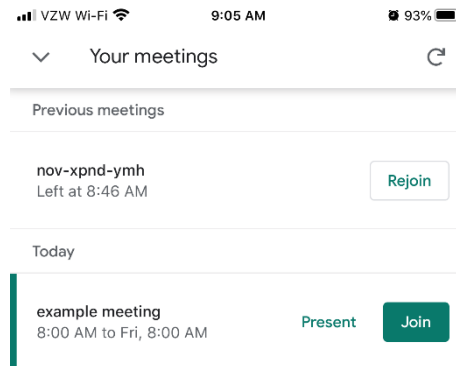 VZW Wi-Fi 9:05 AM 93%
Your meetings
Previous meetings
nov-xpnd-ymh
Left at 8:46 AM
Rejoin
Today
example meeting
8:00 AM to Fri, 8:00 AM
Present Join